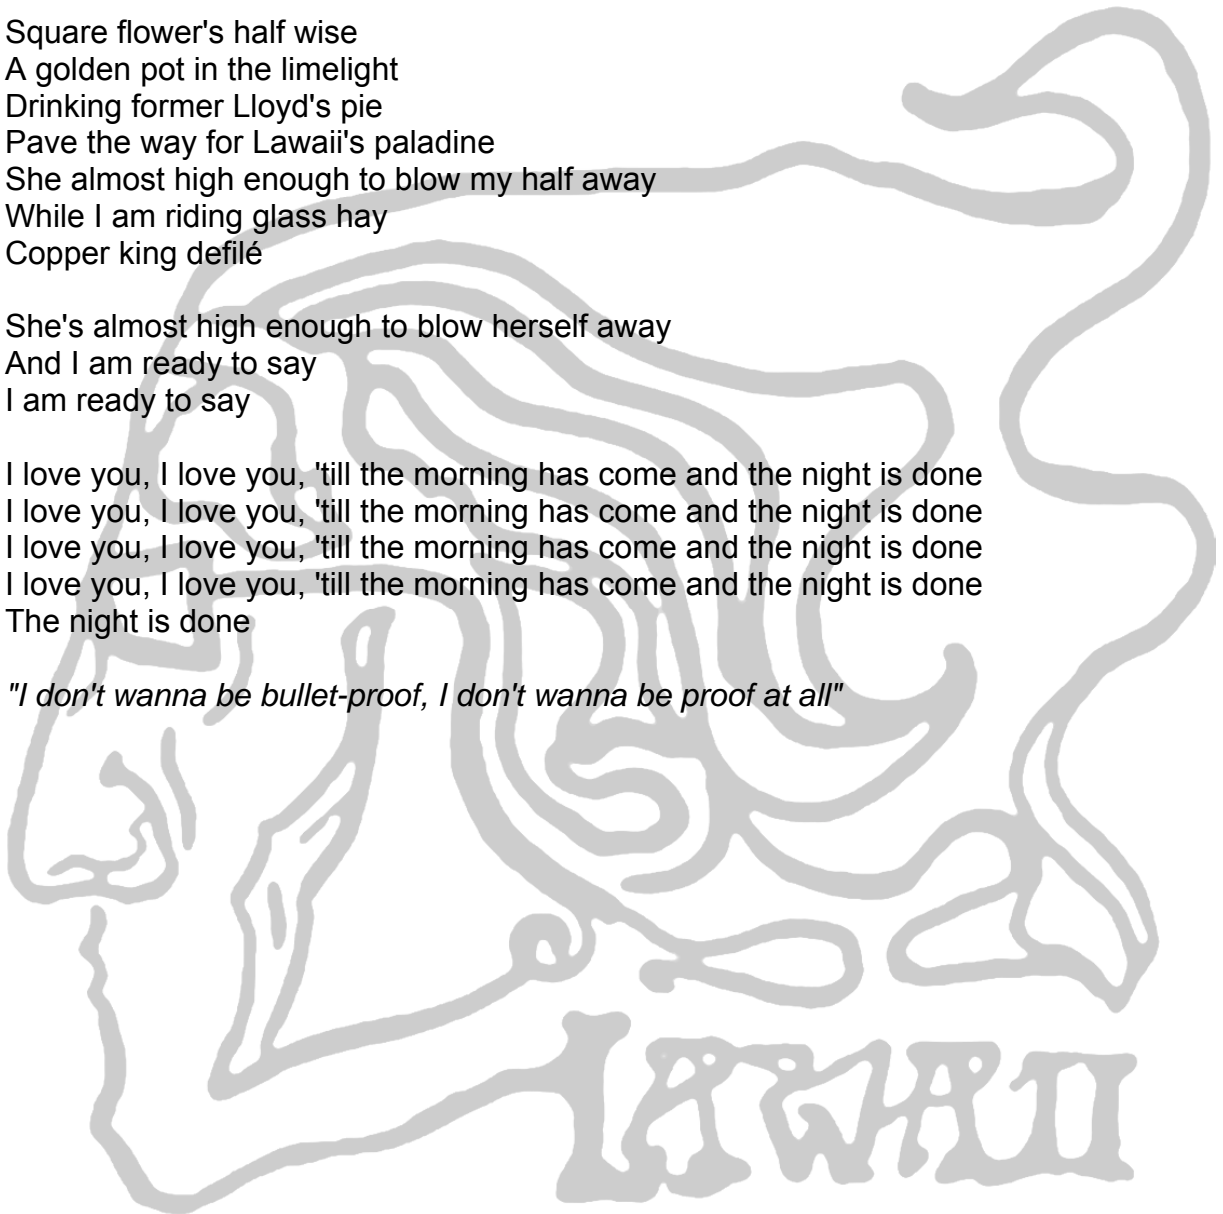 Square flower's half wise
A golden pot in the limelight
Drinking former Lloyd's pie
Pave the way for Lawaii's paladine
She almost high enough to blow my half away
While I am riding glass hay
Copper king defilé
She's almost high enough to blow herself away
And I am ready to say
I am ready to say
I love you, I love you, 'till the morning has come and the night is done
I love you, I love you, 'till the morning has come and the night is done
I love you, I love you, 'till the morning has come and the night is done
I love you, I love you, 'till the morning has come and the night is done
The night is done
"I don't wanna be bullet-proof, I don't wanna be proof at all"
LAWAII